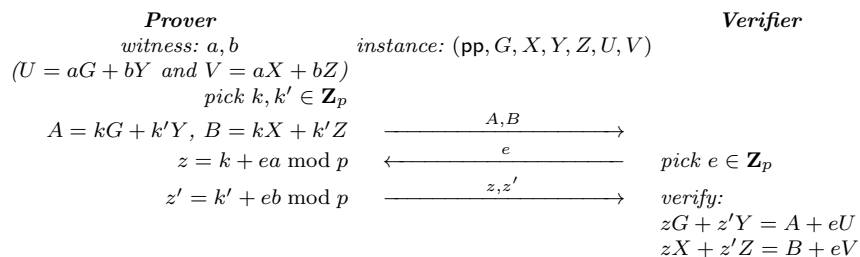 Prover Verifier
witness: a, b instance: (pp, G, X, Y, Z, U, V)
(U = aG + bY and V = aX + bZ)
pick k, k′ ∈ Z_p
A = kG + k′Y, B = kX + k′Z A,B
z = k + ea mod p e pick e ∈ Z_p
z′ = k′ + eb mod p z,z′ verify:
zG + z′Y = A + eU
zX + z′Z = B + eV